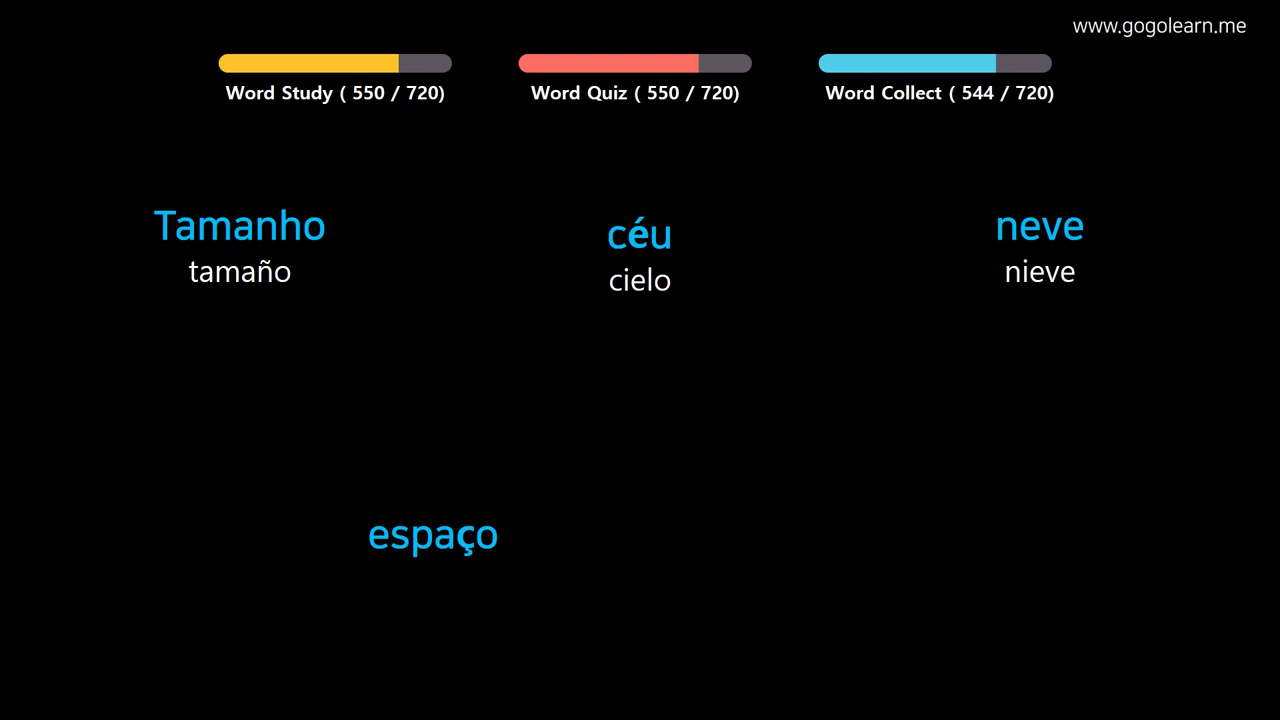 www.gogolearn.me
Word Study ( 550 / 720)
Word Quiz ( 550 / 720)
Word Collect ( 544 / 720)
Tamanho
tamaño
céu
cielo
neve
nieve
espaço